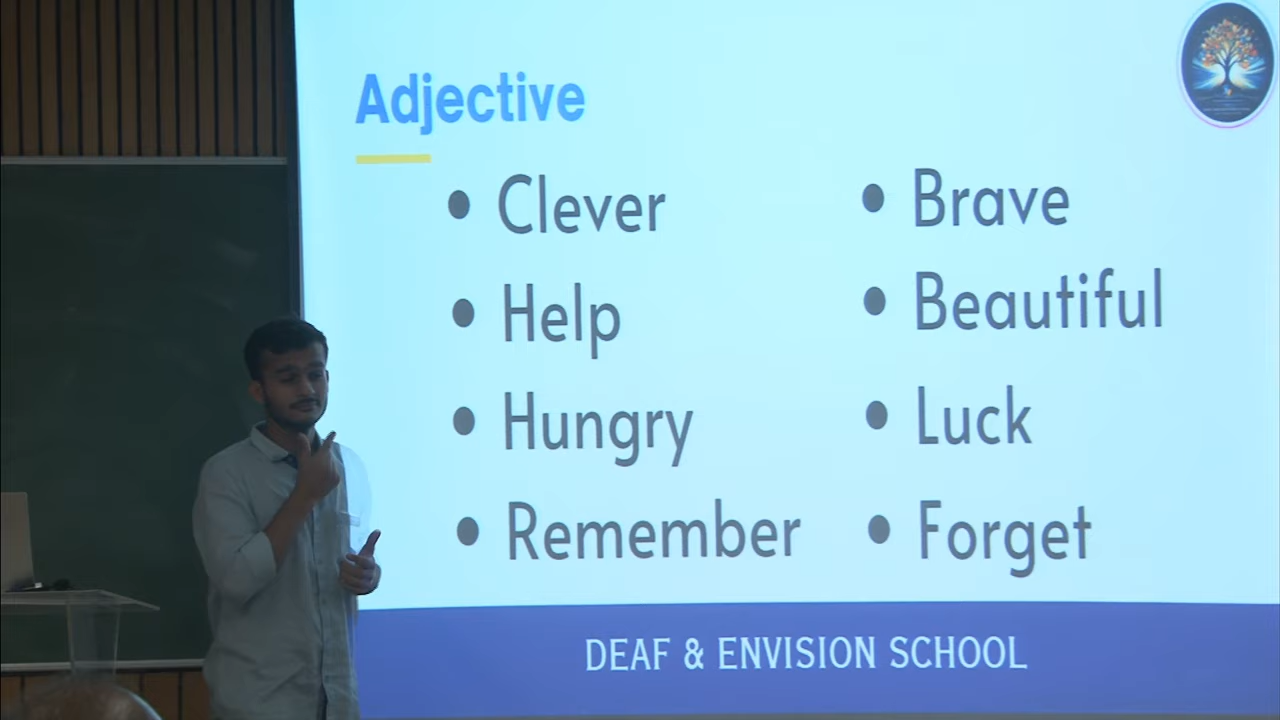 Adjective
• Clever
• Help
• Hungry
• Remember
• Brave
• Beautiful
• Luck
• Forget
DEAF & ENVISION SCHOOL